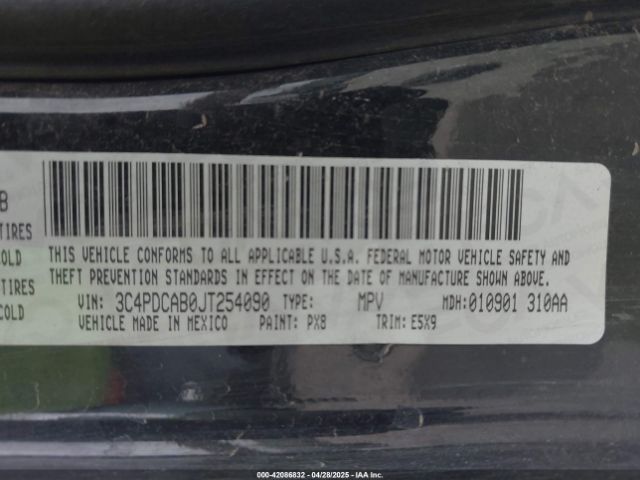 B
TIRES
COLD
TIRES
COLD
THIS VEHICLE CONFORMS TO ALL APPLICABLE U.S.A. FEDERAL MOTOR VEHICLE SAFETY AND
THEFT PREVENTION STANDARDS IN EFFECT ON THE DATE OF MANUFACTURE SHOWN ABOVE.
VIN: 3C4PDCAB0JT254090 TYPE: MPV MDH:010901 310AA
VEHICLE MADE IN MEXICO PAINT: PX8 TRIM: E5X9
000-42086832 - 04/28/2025 - IAA Inc.